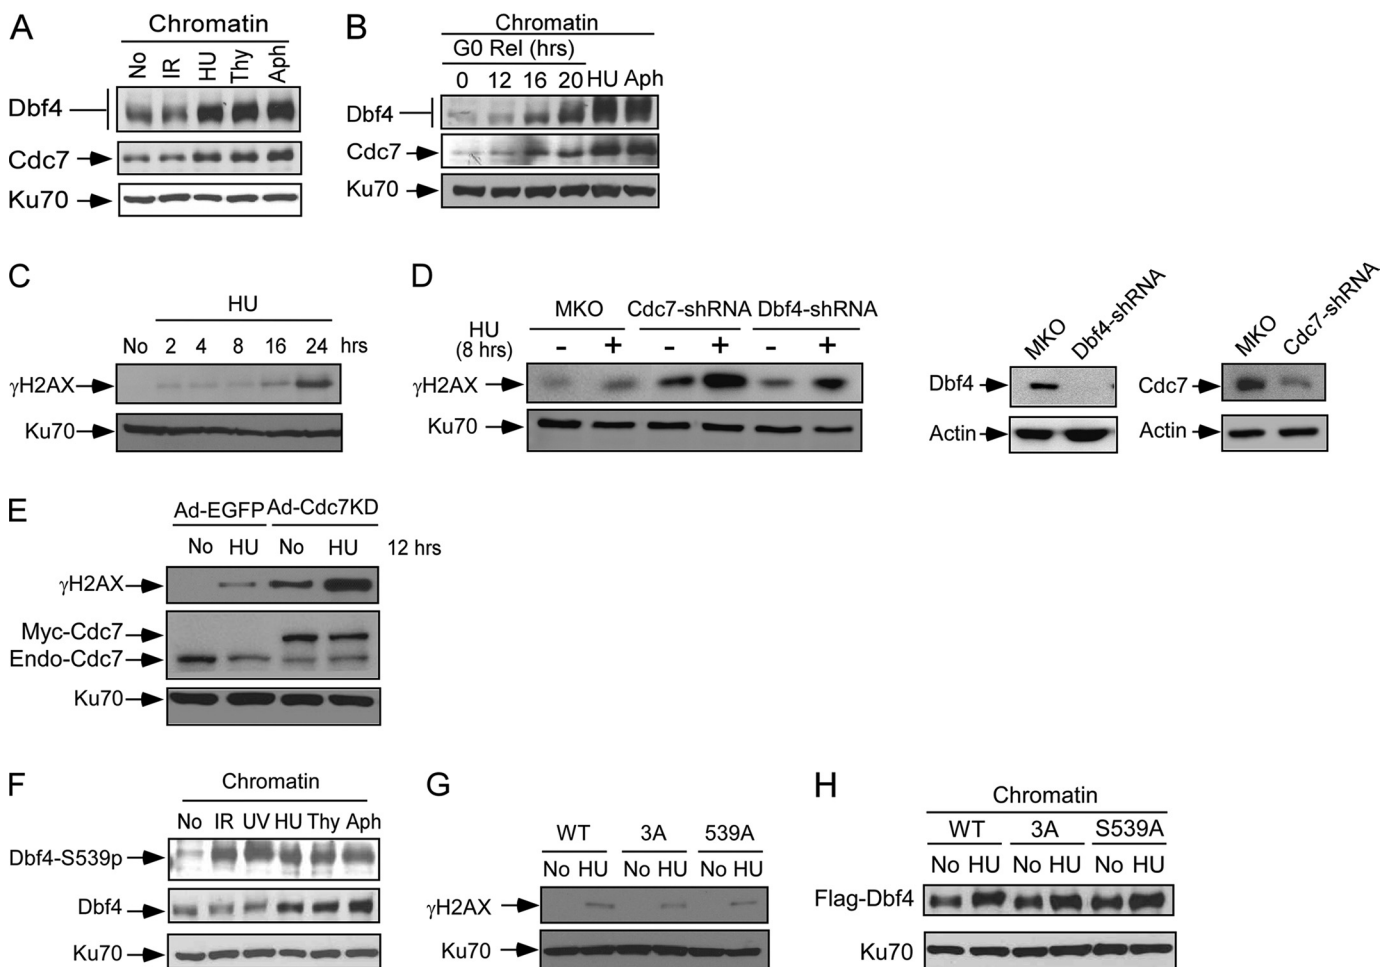 A
Chromatin
No IR HU Thy Aph
Dbf4
Cdc7
Ku70
B
Chromatin
G0 Rel (hrs)
0 12 16 20 HU Aph
Dbf4
Cdc7
Ku70
C
HU
No 2 4 8 16 24 hrs
γH2AX
Ku70
D
MKO Cdc7-shRNA Dbf4-shRNA
HU
(8 hrs)
- + - + - +
γH2AX
Ku70
MKO Dbf4-shRNA
Dbf4
Actin
MKO Cdc7-shRNA
Cdc7
Actin
E
Ad-EGFP Ad-Cdc7KD
No HU No HU 12 hrs
γH2AX
Myc-Cdc7
Endo-Cdc7
Ku70
F
Chromatin
No IR UV HU Thy Aph
Dbf4-S539p
Dbf4
Ku70
G
WT 3A 539A
No HU No HU No HU
γH2AX
Ku70
H
Chromatin
WT 3A S539A
No HU No HU No HU
Flag-Dbf4
Ku70